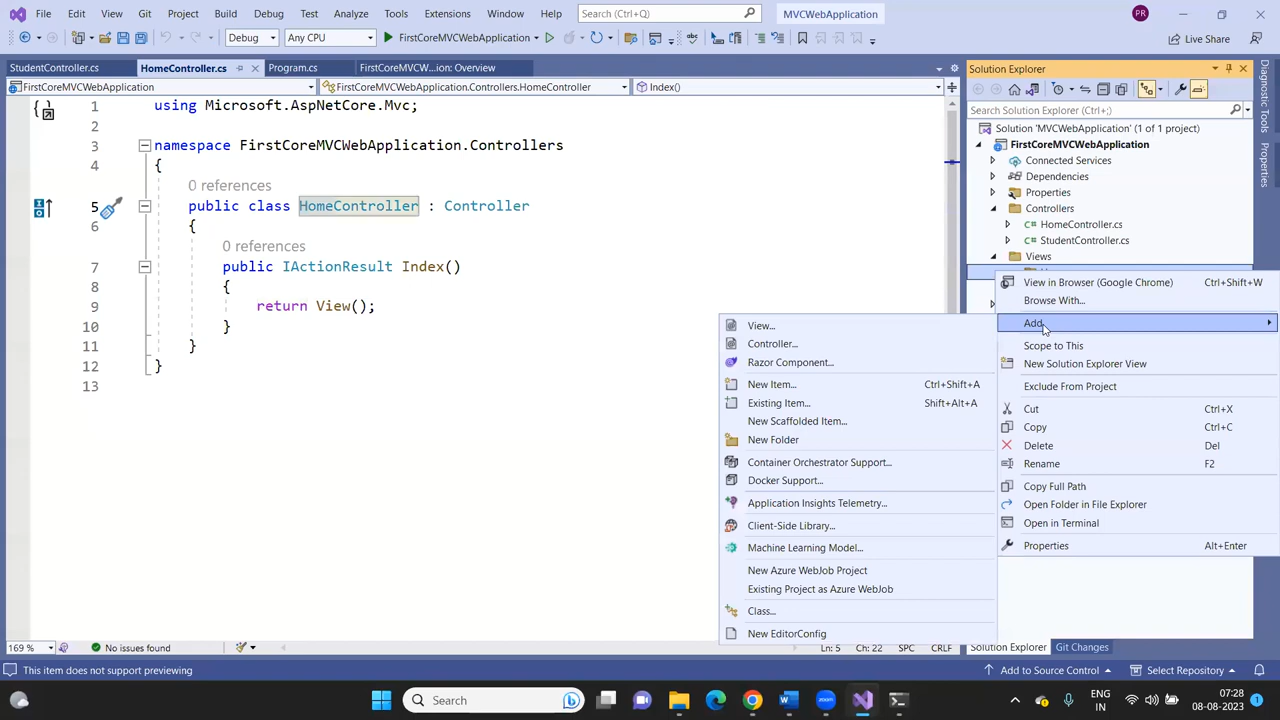 File Edit View Git Project Build Debug Test Analyze Tools Extensions Window Help Search (Ctrl+Q) MVCWebApplication PR
Debug Any CPU FirstCoreMVCWebApplication Live Share
StudentController.cs HomeController.cs Program.cs FirstCoreMVCW...ion: Overview
FirstCoreMVCWebApplication FirstCoreMVCWebApplication.Controllers.HomeController Index()
1 using Microsoft.AspNetCore.Mvc;
2
3 namespace FirstCoreMVCWebApplication.Controllers
4 {
0 references
5 public class HomeController : Controller
6 {
0 references
7 public IActionResult Index()
8 {
9 return View();
10 }
11 }
12 }
13
Solution Explorer
Search Solution Explorer (Ctrl+;)
Solution 'MVCWebApplication' (1 of 1 project)
FirstCoreMVCWebApplication
Connected Services
Dependencies
Properties
Controllers
HomeController.cs
StudentController.cs
Views
Diagnostic Tools
Properties
View in Browser (Google Chrome) Ctrl+Shift+W
Browse With...
Add
Scope to This
New Solution Explorer View
Exclude From Project
Cut Ctrl+X
Copy Ctrl+C
Delete Del
Rename F2
Copy Full Path
Open Folder in File Explorer
Open in Terminal
Properties Alt+Enter
View...
Controller...
Razor Component...
New Item... Ctrl+Shift+A
Existing Item... Shift+Alt+A
New Scaffolded Item...
New Folder
Container Orchestrator Support...
Docker Support...
Application Insights Telemetry...
Client-Side Library...
Machine Learning Model...
New Azure WebJob Project
Existing Project as Azure WebJob
Class...
New EditorConfig
169 % No issues found Ln: 5 Ch: 22 SPC CRLF Solution Explorer Git Changes
This item does not support previewing Add to Source Control Select Repository
Search zoom ENG IN 07:28 08-08-2023 1